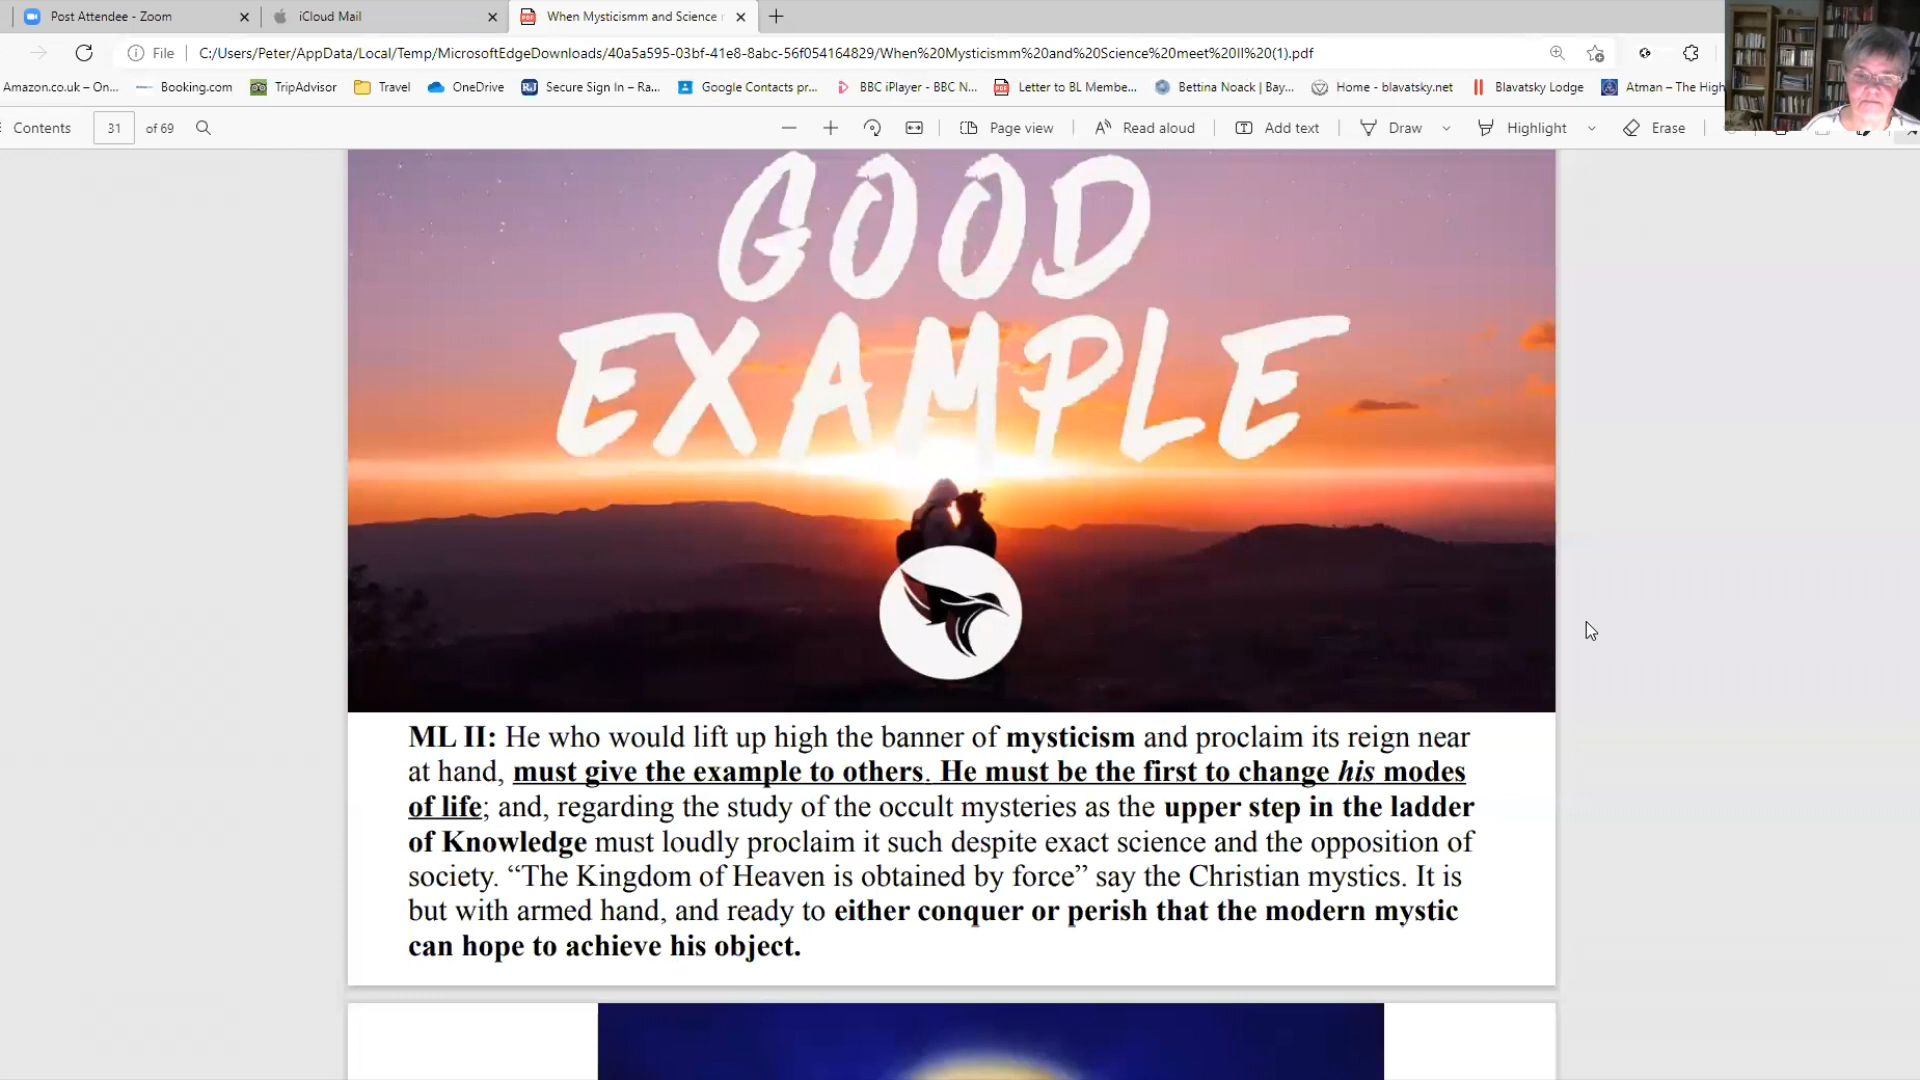 Post Attendee - Zoom
iCloud Mail
When Mysticismm and Science
File
C:/Users/Peter/AppData/Local/Temp/MicrosoftEdgeDownloads/40a5a595-03bf-41e8-8abc-56f054164829/When%20Mysticismm%20and%20Science%20meet%20II%20(1).pdf
Amazon.co.uk – On...
Booking.com
TripAdvisor
Travel
OneDrive
Secure Sign In – Ra...
Google Contacts pr...
BBC iPlayer - BBC N...
Letter to BL Membe...
Bettina Noack | Bay...
Home - blavatsky.net
Blavatsky Lodge
Atman – The High
Contents
31
of 69
Page view
Read aloud
Add text
Draw
Highlight
Erase
GOOD
EXAMPLE
ML II: He who would lift up high the banner of mysticism and proclaim its reign near
at hand, must give the example to others. He must be the first to change his modes
of life; and, regarding the study of the occult mysteries as the upper step in the ladder
of Knowledge must loudly proclaim it such despite exact science and the opposition of
society. “The Kingdom of Heaven is obtained by force” say the Christian mystics. It is
but with armed hand, and ready to either conquer or perish that the modern mystic
can hope to achieve his object.